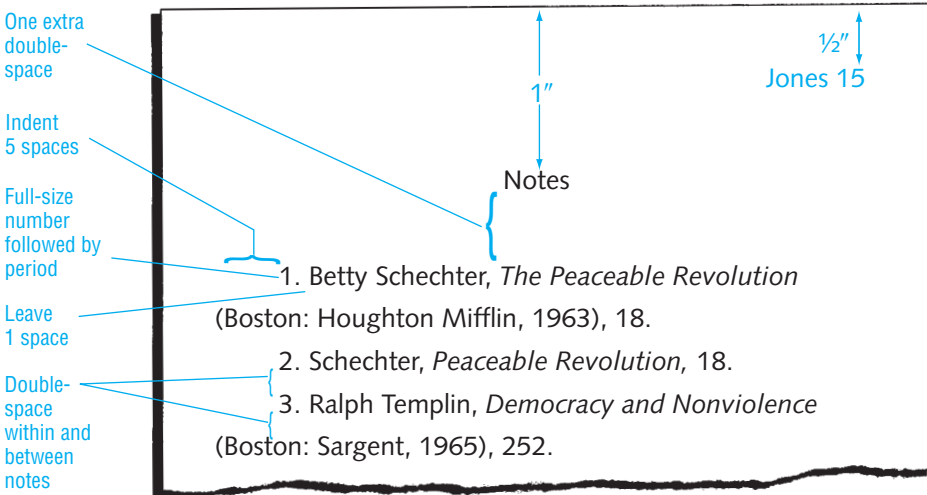 One extra
double-
space
Indent
5 spaces
Full-size
number
followed by
period
Leave
1 space
Double-
space
within and
between
notes
1″
½″
Jones 15
Notes
1. Betty Schechter, The Peaceable Revolution
(Boston: Houghton Mifflin, 1963), 18.
2. Schechter, Peaceable Revolution, 18.
3. Ralph Templin, Democracy and Nonviolence
(Boston: Sargent, 1965), 252.